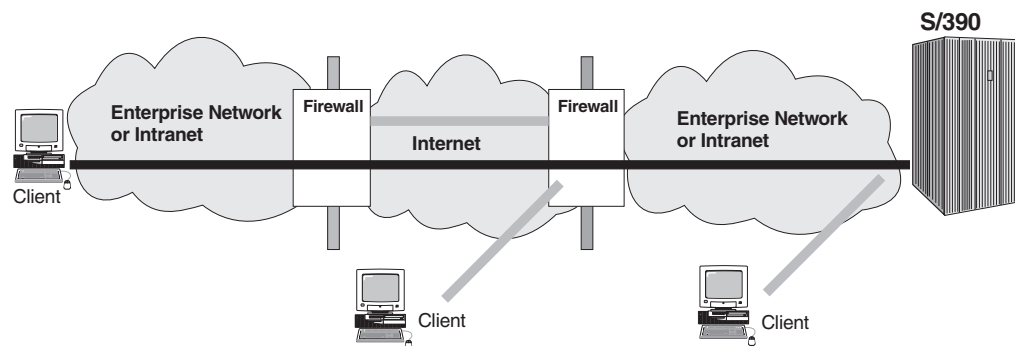 S/390
Enterprise Network
or Intranet
Firewall
Internet
Firewall
Enterprise Network
or Intranet
Client
Client
Client